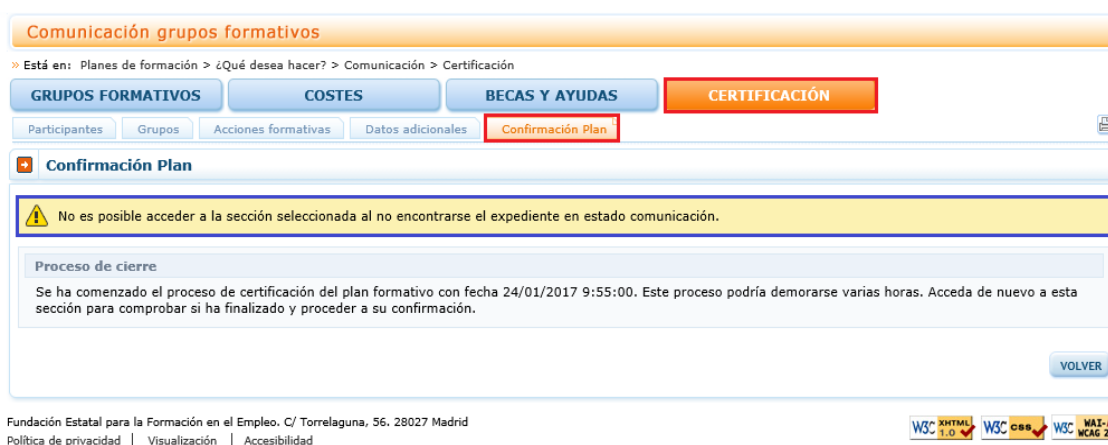 Comunicación grupos formativos
» Está en: Planes de formación > ¿Qué desea hacer? > Comunicación > Certificación
GRUPOS FORMATIVOS COSTES BECAS Y AYUDAS CERTIFICACIÓN
Participantes Grupos Acciones formativas Datos adicionales Confirmación Plan
Confirmación Plan
No es posible acceder a la sección seleccionada al no encontrarse el expediente en estado comunicación.
Proceso de cierre
Se ha comenzado el proceso de certificación del plan formativo con fecha 24/01/2017 9:55:00. Este proceso podría demorarse varias horas. Acceda de nuevo a esta
sección para comprobar si ha finalizado y proceder a su confirmación.
VOLVER
Fundación Estatal para la Formación en el Empleo. C/ Torrelaguna, 56. 28027 Madrid
Política de privacidad | Visualización | Accesibilidad
W3C XHTML 1.0 W3C css W3C WAI- WCAG 2